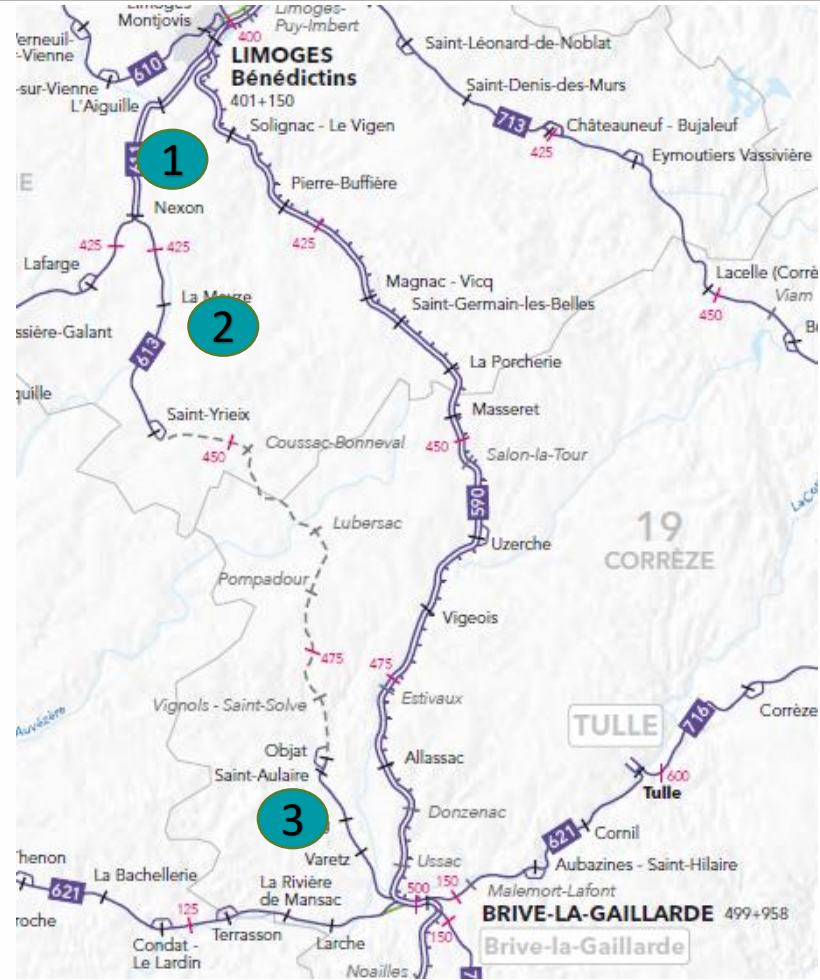 Limoges
Montjovis
Limoges-
Puy-Imbert
400
LIMOGES
Bénédictins
401+150
Verneuil-
-Vienne
610
-sur-Vienne
L'Aiguille
Saint-Léonard-de-Noblat
Saint-Denis-des-Murs
713
Châteauneuf - Bujaleuf
425
Eymoutiers Vassivière
Solignac - Le Vigen
611
1
Nexon
Pierre-Buffière
425
425
425
Lafarge
Lacelle (Corrè
450
Viam
Magnac - Vicq
Saint-Germain-les-Belles
2
ssière-Galant
613
La Porcherie
Masseret
Saint-Yrieix
450
Coussac-Bonneval
450
Salon-la-Tour
590
19
CORRÈZE
Lubersac
Uzerche
Pompadour
Vigeois
475
475
Vignols - Saint-Solve
Estivaux
Auvézère
TULLE
716
Corrèze
Objat
Saint-Aulaire
Allassac
600
Tulle
3
Donzenac
621
Cornil
Varetz
Ussac
Aubazines - Saint-Hilaire
Thenon
La Bachellerie
621
La Rivière
de Mansac
500
150
Malemort-Lafont
BRIVE-LA-GAILLARDE 499+958
roche
125
Condat -
Le Lardin
Terrasson
Larche
150
Brive-la-Gaillarde
Noailles